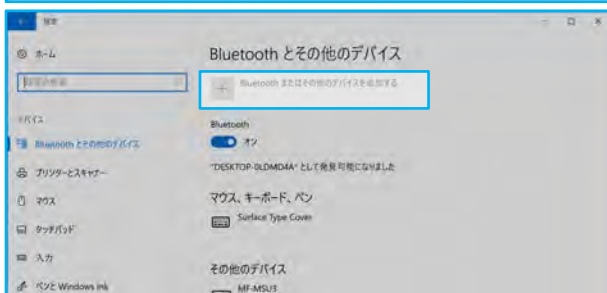 設定
ホーム
設定の検索
デバイス
Bluetooth とその他のデバイス
プリンターとスキャナー
マウス
タッチパッド
入力
ペンと Windows Ink
Bluetooth とその他のデバイス
Bluetooth またはその他のデバイスを追加する
Bluetooth
オン
"DESKTOP-0LDMD4A" として発見可能になりました
マウス、キーボード、ペン
Surface Type Cover
その他のデバイス
MF-MSU3